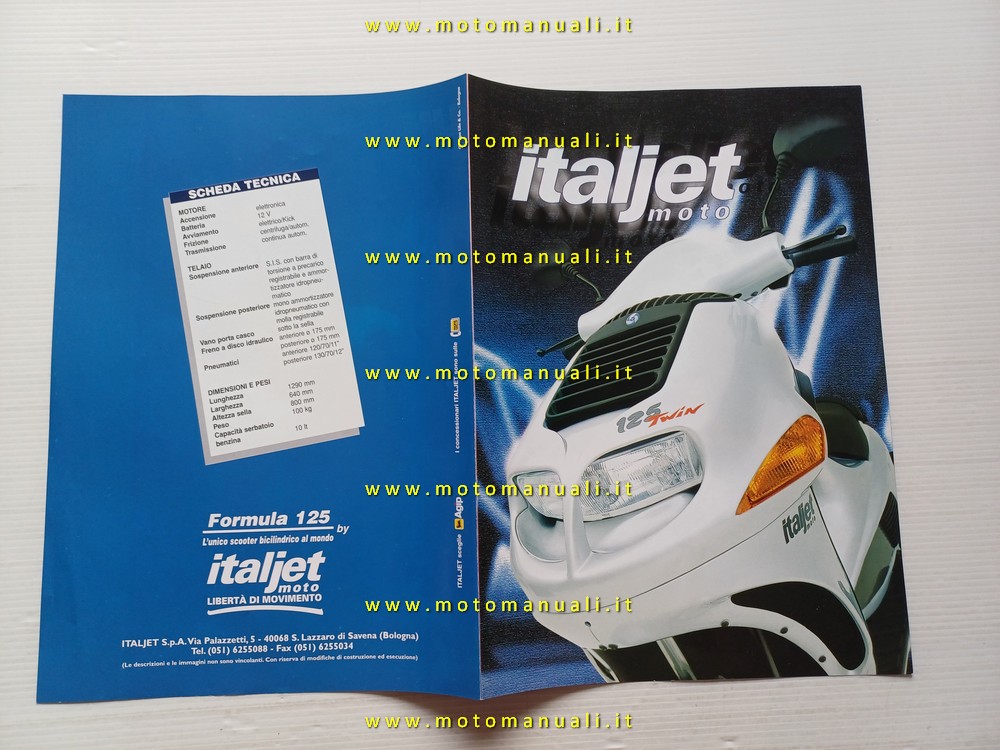 www.motomanuali.it
www.motomanuali.it
www.motomanuali.it
www.motomanuali.it
www.motomanuali.it
www.motomanuali.it
www.motomanuali.it
SCHEDA TECNICA
MOTORE
Accensione elettronica
Batteria 12 V
Avviamento elettrico/Kick
Frizione centrifuga/autom.
Trasmissione continua autom.
TELAIO
Sospensione anteriore S.I.S. con barra di
torsione a precarico
registrabile e ammor-
tizzatore idropneu-
matico
Sospensione posteriore mono ammortizzatore
idropneumatico con
molla registrabile
Vano porta casco sotto la sella
Freno a disco idraulico anteriore ø 175 mm
posteriore ø 175 mm
Pneumatici anteriore 120/70/11"
posteriore 130/70/12"
DIMENSIONI E PESI
Lunghezza 1290 mm
Larghezza 640 mm
Altezza sella 800 mm
Peso 100 kg
Capacità serbatoio
benzina 10 lt
Formula 125
by
L'unico scooter bicilindrico al mondo
italjet
moto
LIBERTÀ DI MOVIMENTO
ITALJET S.p.A. Via Palazzetti, 5 - 40068 S. Lazzaro di Savena (Bologna)
Tel. (051) 6255088 - Fax (051) 6255034
(Le descrizioni e le immagini non sono vincolanti. Con riserva di modifiche di costruzione ed esecuzione)
ITALJET sceglie Agip
I concessionari ITALJET sono sulle
& Co. - Bologna
italjet
moto
125
Twin
italjet
moto